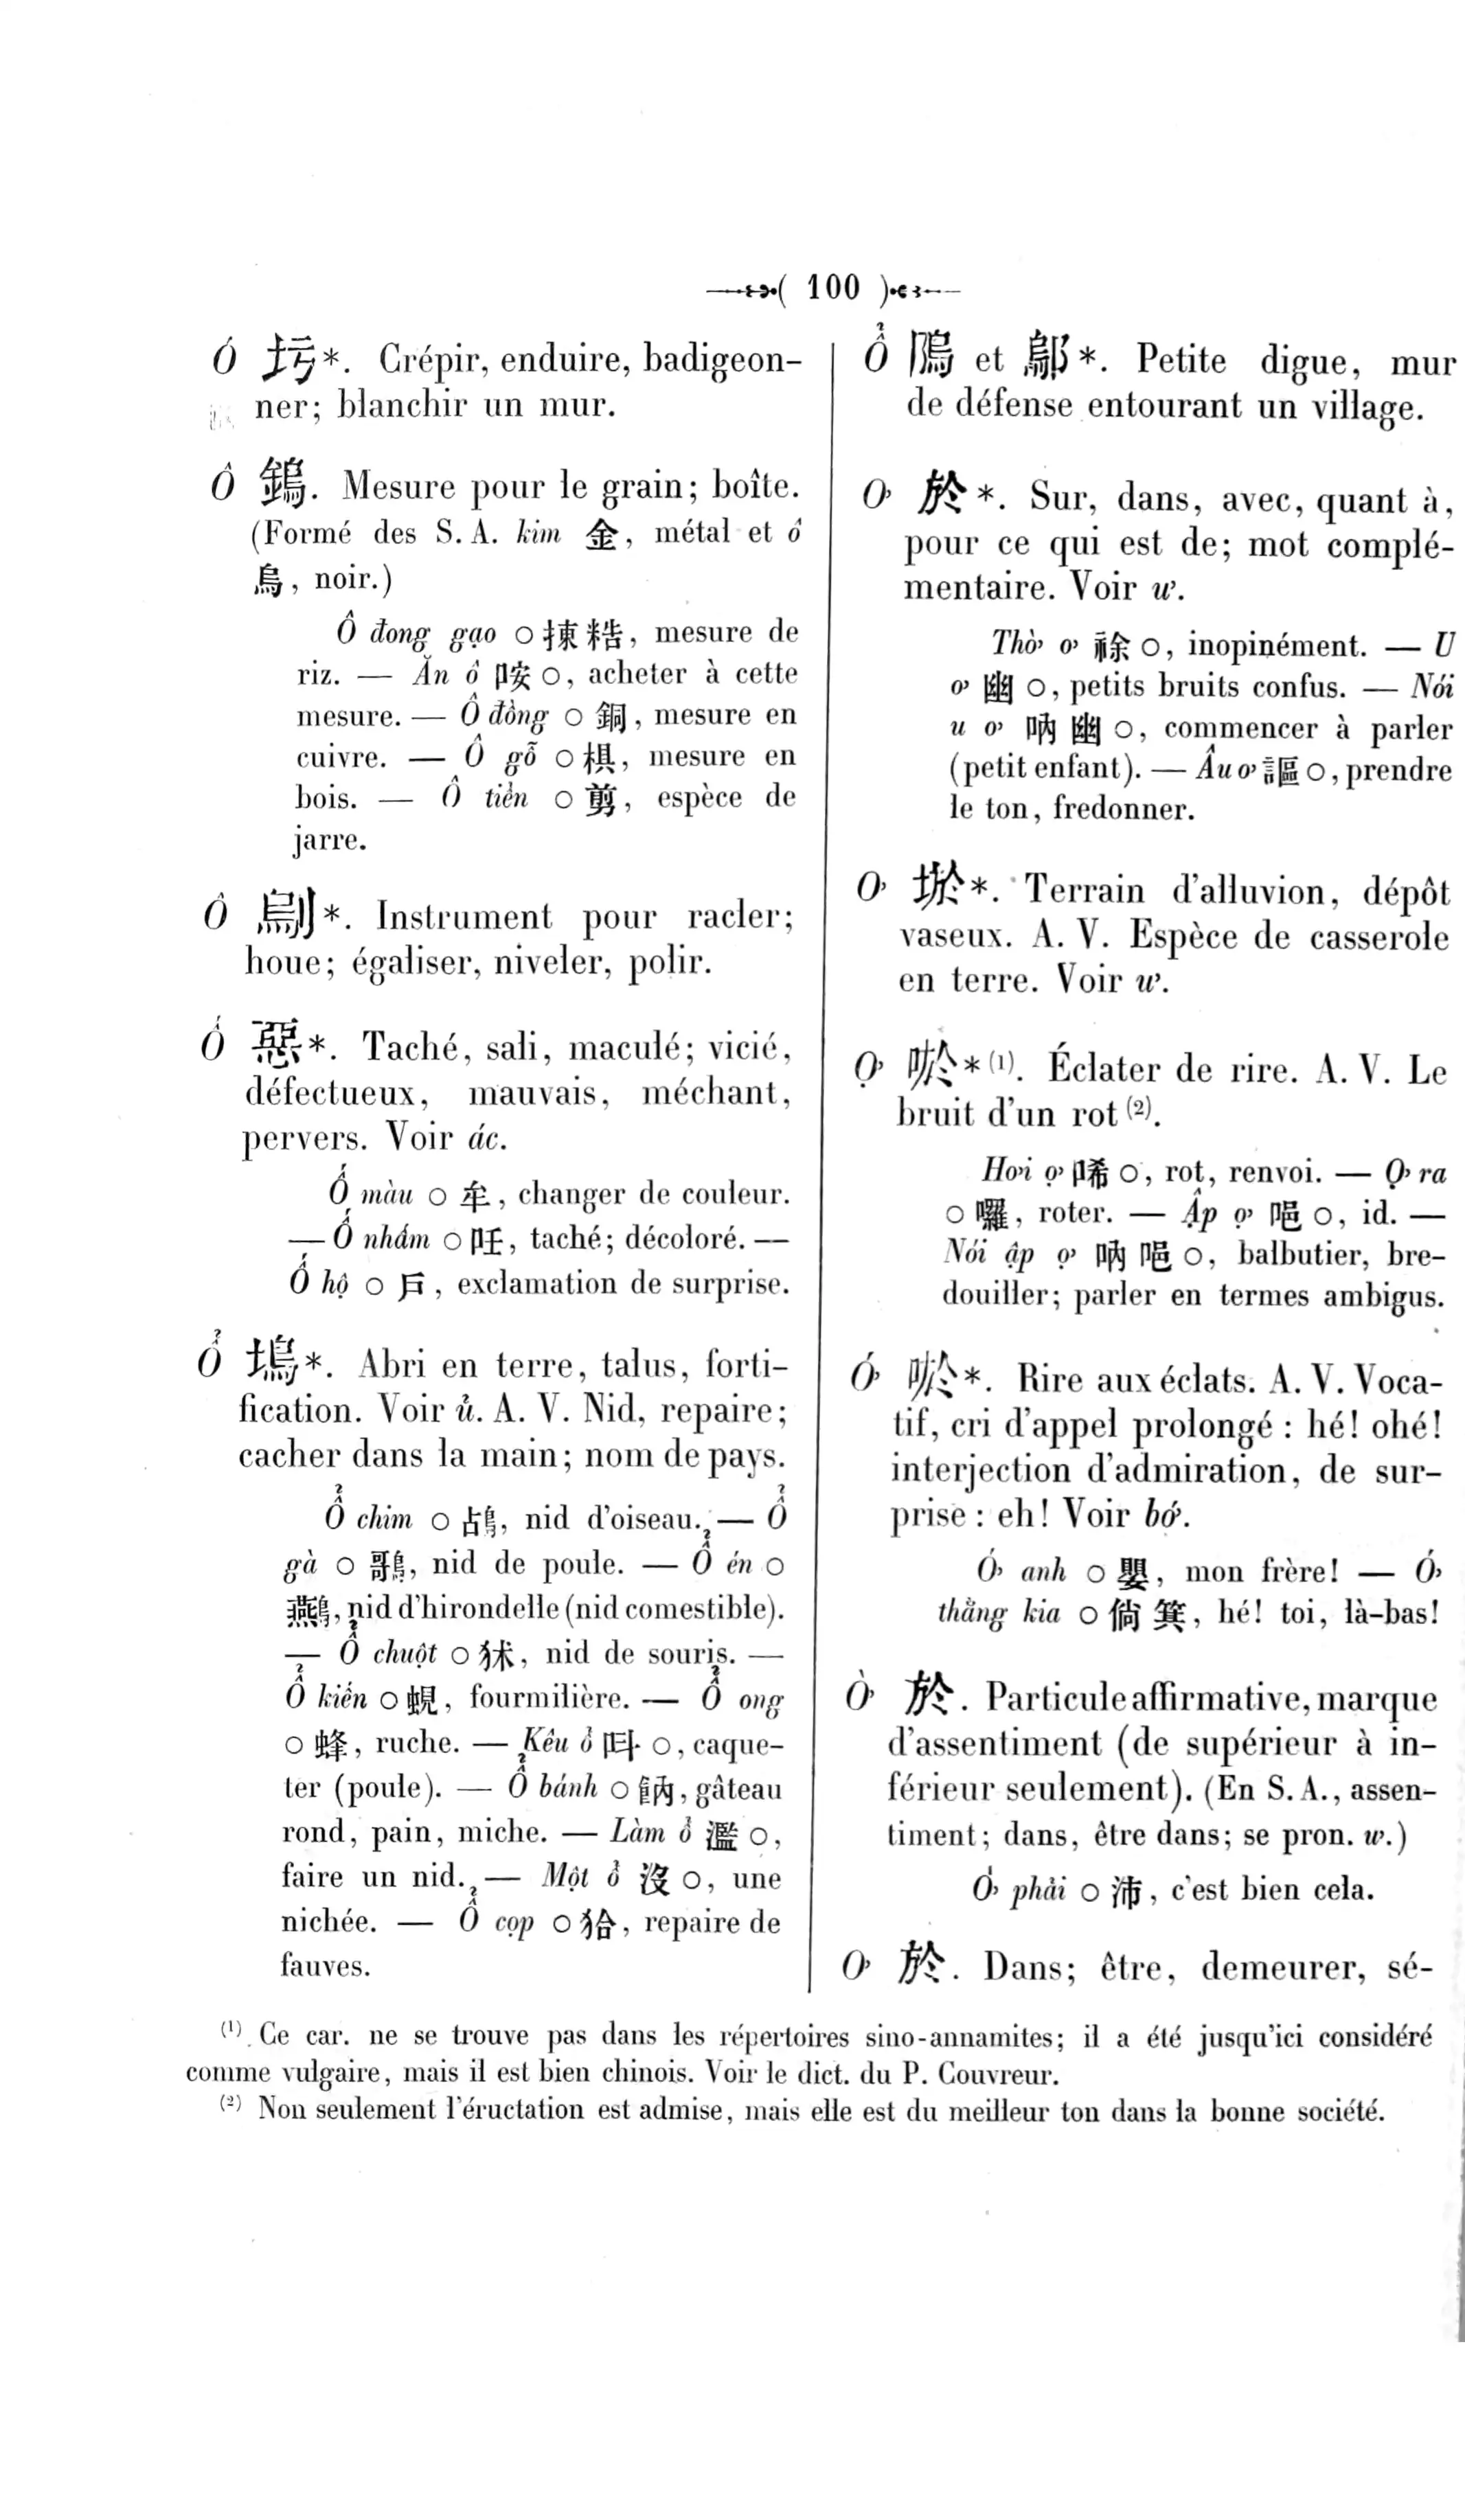 ( 100 )
Ó 圬*. Crépir, enduire, badigeon-
ner; blanchir un mur.
Ô 鎢. Mesure pour le grain; boîte.
(Formé des S. A. kim 金, métal et ô
烏, noir.)
Ô đong gạo ○ 揀 𥺊, mesure de
riz. — Ăn ô 咹 ○, acheter à cette
mesure. — Ô đồng ○ 銅, mesure en
cuivre. — Ô gỗ ○ 椇, mesure en
bois. — Ô tiển ○ 剪, espèce de
jarre.
Ô *. Instrument pour racler;
houe; égaliser, niveler, polir.
Ố 惡*. Taché, sali, maculé; vicié,
défectueux, mauvais, méchant,
pervers. Voir ác.
Ố màu ○ 牟, changer de couleur.
— Ố nhấm ○ 呫, taché; décoloré. —
Ố hộ ○ 戶, exclamation de surprise.
Ổ 塢*. Abri en terre, talus, forti-
fication. Voir ủ. A. V. Nid, repaire;
cacher dans la main; nom de pays.
Ổ chim ○ 鴣, nid d'oiseau. — Ổ
gà ○ 鵶, nid de poule. — Ổ én ○
鷰, nid d'hirondelle (nid comestible).
— Ổ chuột ○ 㹥, nid de souris. —
Ổ kiến ○ 蜆, fourmilière. — Ổ ong
○ 蜂, ruche. — Kêu ổ 呌 ○, caque-
ter (poule). — Ổ bánh ○ 䬳, gâteau
rond, pain, miche. — Làm ổ 濫 ○,
faire un nid. — Một ổ 沒 ○, une
nichée. — Ổ cọp ○ 狧, repaire de
fauves.
Ổ 隖 et 鄔*. Petite digue, mur
de défense entourant un village.
Ơ 於*. Sur, dans, avec, quant à,
pour ce qui est de; mot complé-
mentaire. Voir ư.
Thờ ơ 䄬 ○, inopinément. — U
ơ 幽 ○, petits bruits confus. — Nói
u ơ 吶 幽 ○, commencer à parler
(petit enfant). — Âu ơ 謳 ○, prendre
le ton, fredonner.
Ơ 埿*. Terrain d'alluvion, dépôt
vaseux. A. V. Espèce de casserole
en terre. Voir ư.
Ợ 唹*(1). Éclater de rire. A. V. Le
bruit d'un rot (2).
Hơi ợ 唏 ○, rot, renvoi. — Ợ ra
○ 囉, roter. — Ập ợ 唈 ○, id. —
Nói ập ợ 吶 唈 ○, balbutier, bre-
douiller; parler en termes ambigus.
Ớ 唹*. Rire aux éclats. A. V. Voca-
tif, cri d'appel prolongé : hé! ohé!
interjection d'admiration, de sur-
prise : eh! Voir bớ.
Ớ anh ○ 嬰, mon frère! — Ớ
thằng kia ○ 倘 箕, hé! toi, là-bas!
Ờ 於. Particule affirmative, marque
d'assentiment (de supérieur à in-
férieur seulement). (En S. A., assen-
timent; dans, être dans; se pron. ư.)
Ờ phải ○ 沛, c'est bien cela.
Ơ 於. Dans; être, demeurer, sé-
(1) Ce car. ne se trouve pas dans les répertoires sino-annamites; il a été jusqu'ici considéré
comme vulgaire, mais il est bien chinois. Voir le dict. du P. Couvreur.
(2) Non seulement l'éructation est admise, mais elle est du meilleur ton dans la bonne société.